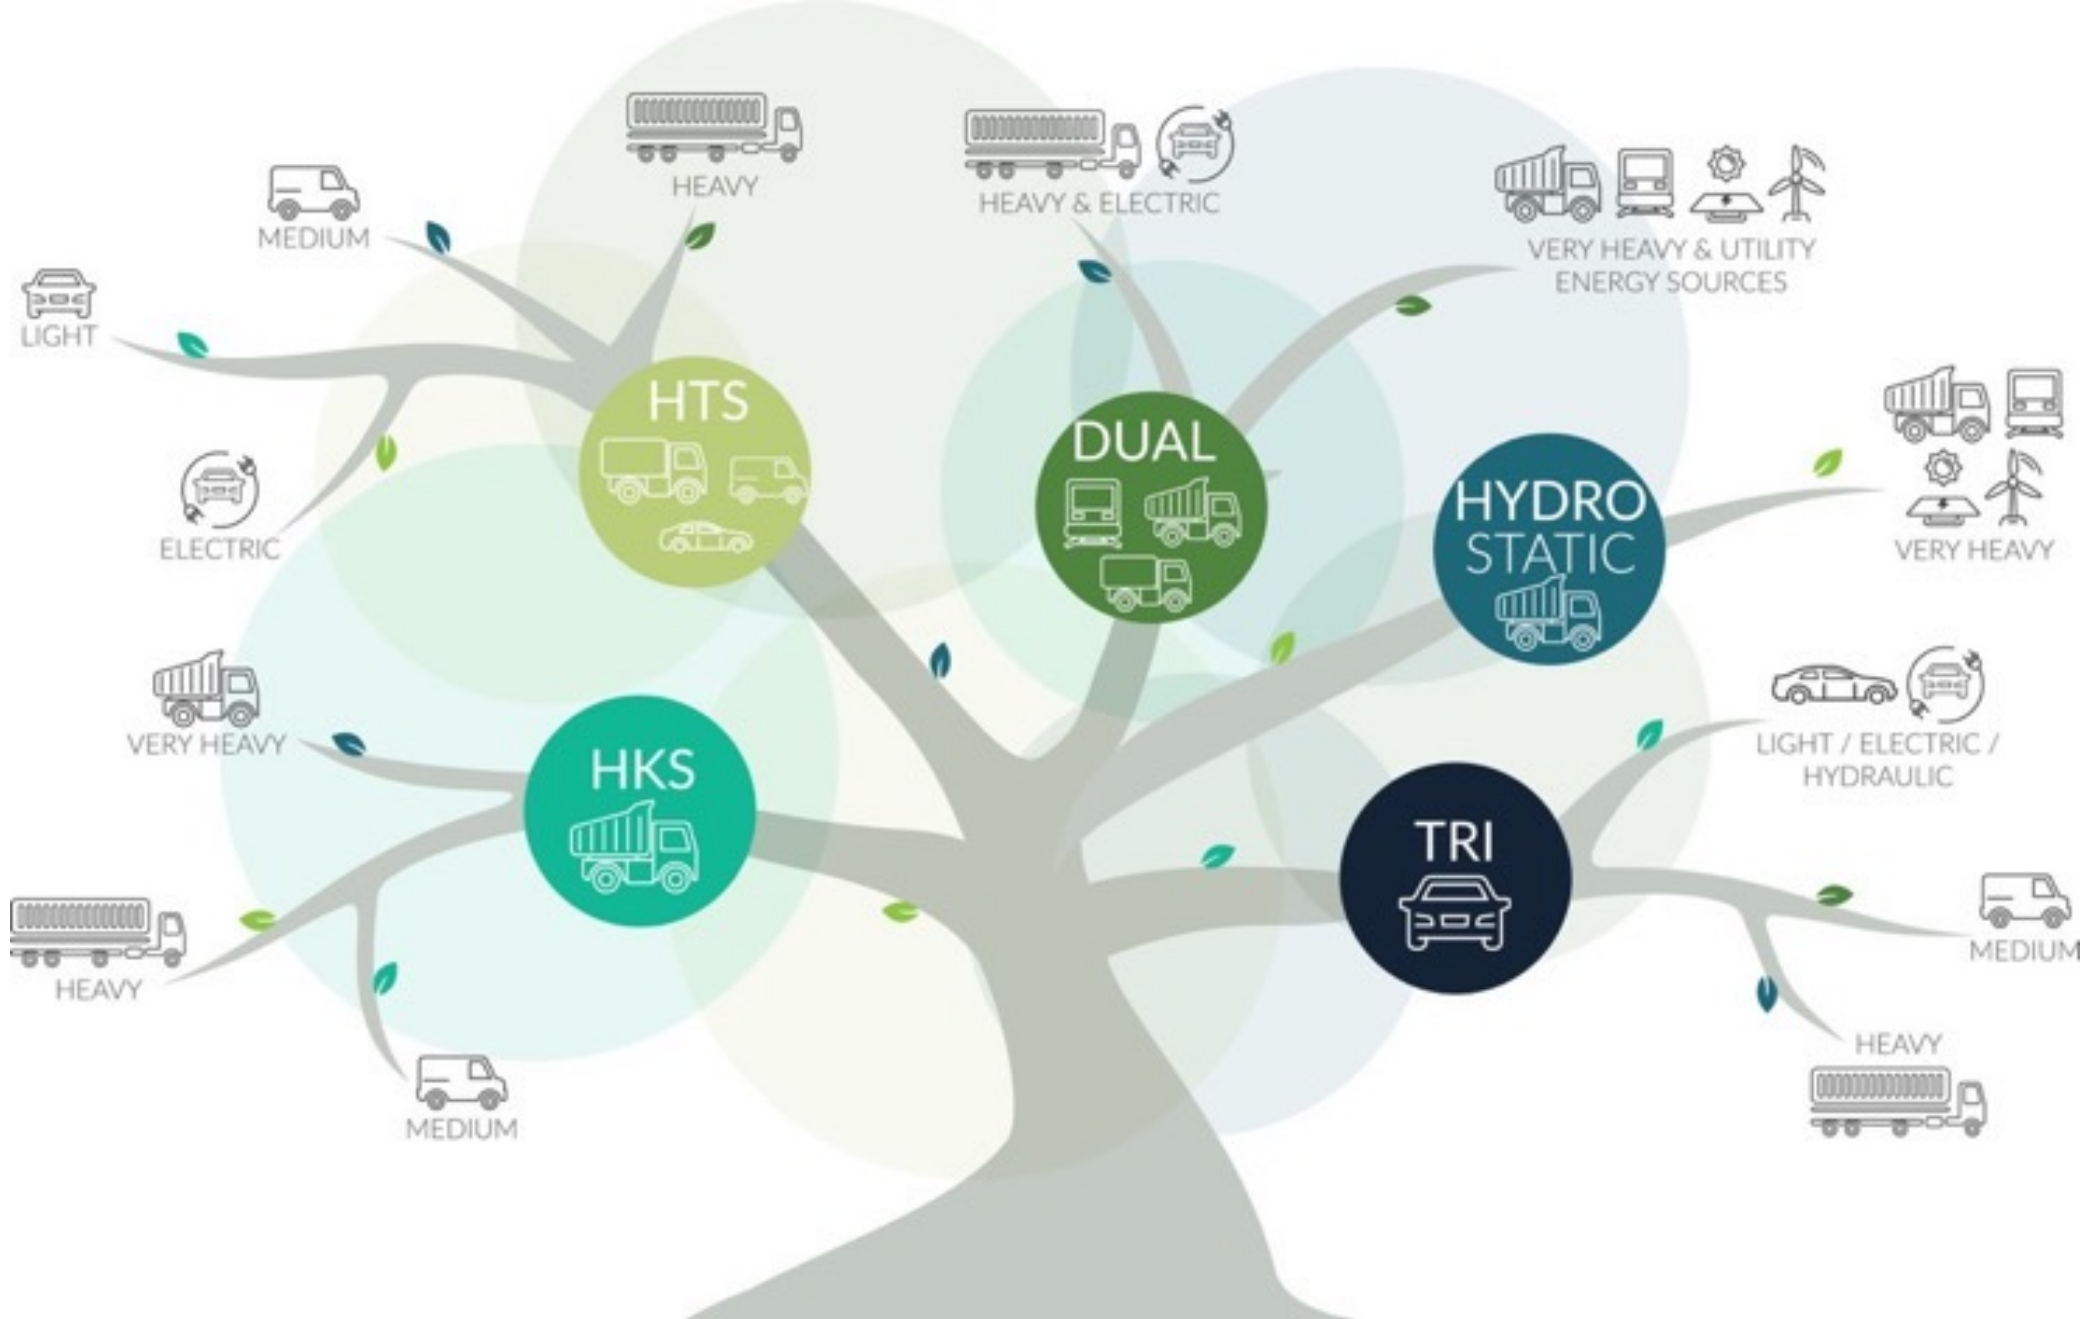 HEAVY
MEDIUM
HEAVY & ELECTRIC
VERY HEAVY & UTILITY
ENERGY SOURCES
LIGHT
HTS
DUAL
HYDRO
STATIC
ELECTRIC
VERY HEAVY
VERY HEAVY
HKS
LIGHT / ELECTRIC /
HYDRAULIC
TRI
HEAVY
MEDIUM
MEDIUM
HEAVY